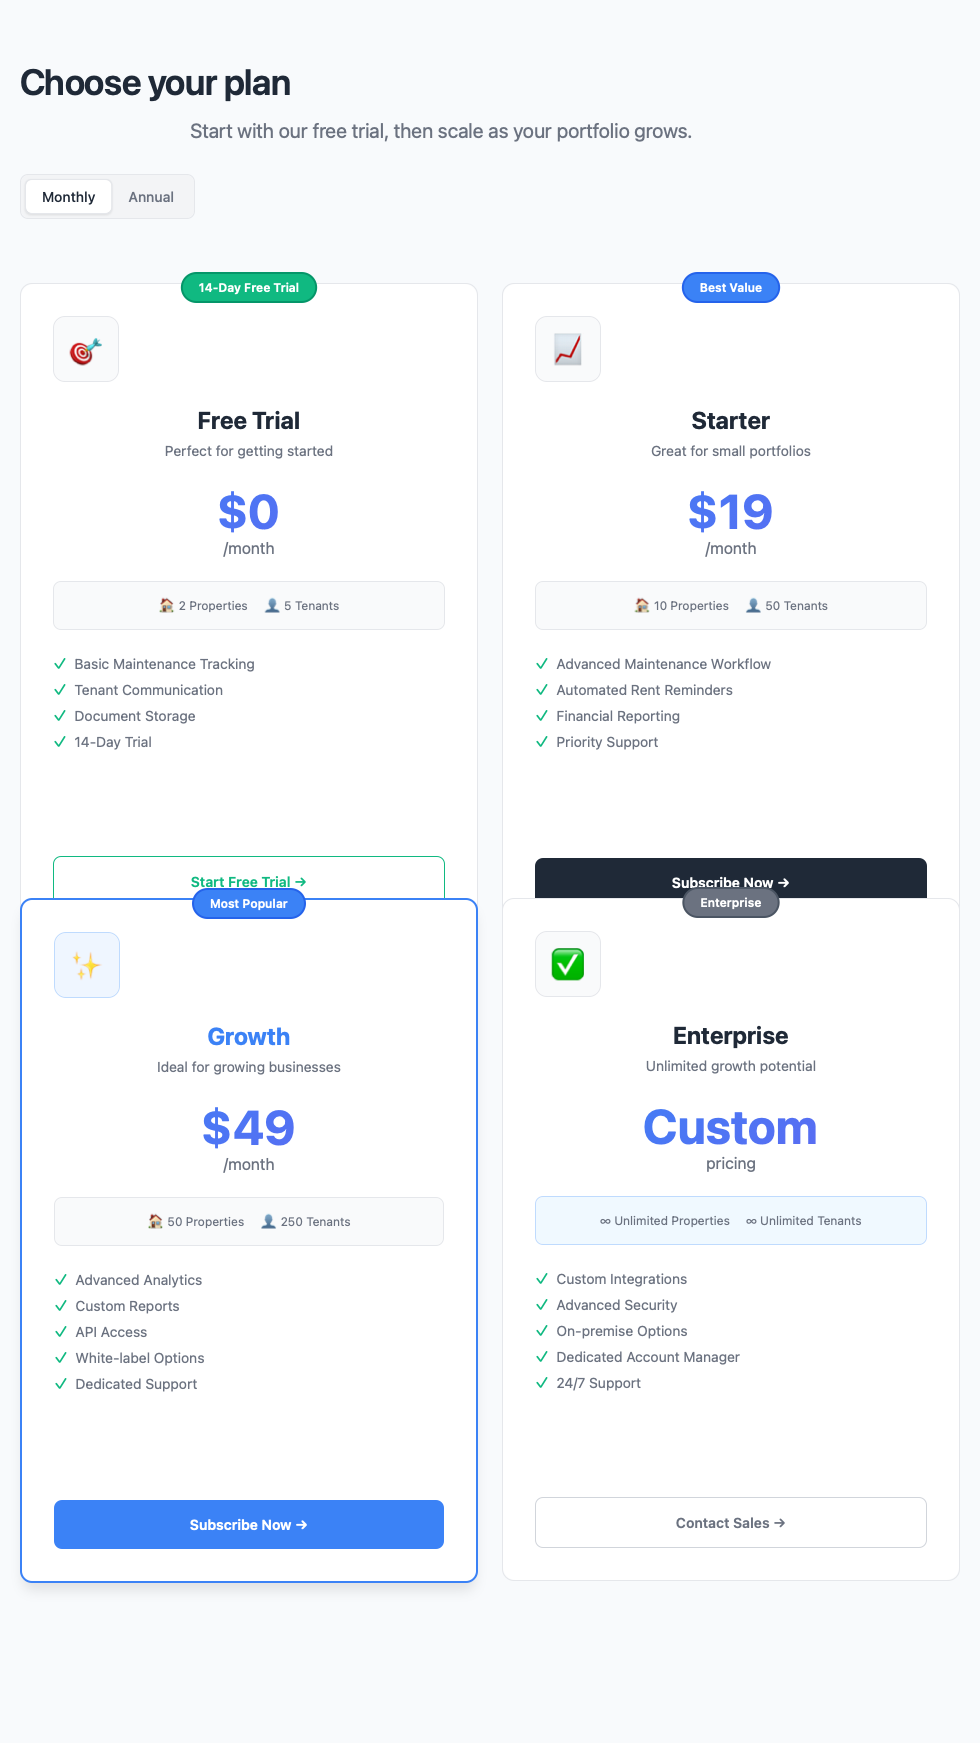 Choose your plan
Start with our free trial, then scale as your portfolio grows.
Monthly Annual
14-Day Free Trial
Free Trial
Perfect for getting started
$0
/month
2 Properties 5 Tenants
Basic Maintenance Tracking
Tenant Communication
Document Storage
14-Day Trial
Start Free Trial →
Best Value
Starter
Great for small portfolios
$19
/month
10 Properties 50 Tenants
Advanced Maintenance Workflow
Automated Rent Reminders
Financial Reporting
Priority Support
Subscribe Now →
Most Popular
Growth
Ideal for growing businesses
$49
/month
50 Properties 250 Tenants
Advanced Analytics
Custom Reports
API Access
White-label Options
Dedicated Support
Subscribe Now →
Enterprise
Enterprise
Unlimited growth potential
Custom
pricing
∞ Unlimited Properties ∞ Unlimited Tenants
Custom Integrations
Advanced Security
On-premise Options
Dedicated Account Manager
24/7 Support
Contact Sales →